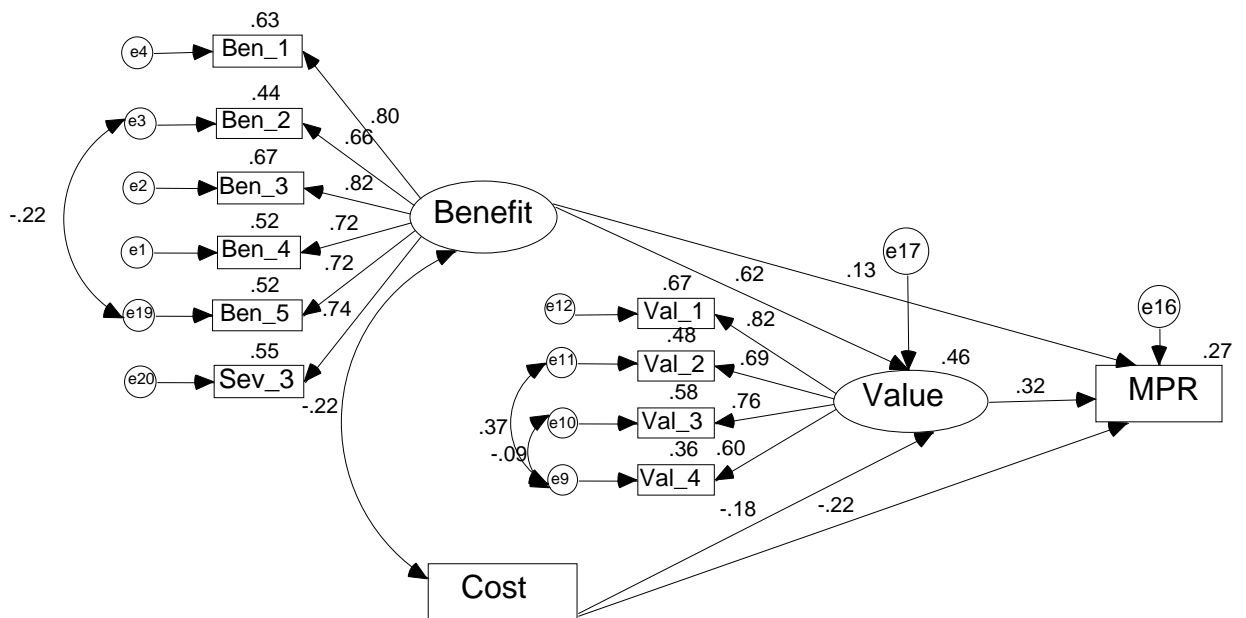 .63
e4
Ben_1
.44
.80
e3
Ben_2
.66
.67
e2
Ben_3
.82
Benefit
-.22
.52
.72
e1
Ben_4
.72
e17
.62
.13
.52
e19
Ben_5
.74
.67
e12
Val_1
.82
e16
.55
.48
e20
Sev_3
e11
Val_2
.69
.46
.27
-.22
.58
.76
Value
.32
MPR
.37
e10
Val_3
-.09
.36
.60
e9
Val_4
-.18
-.22
Cost